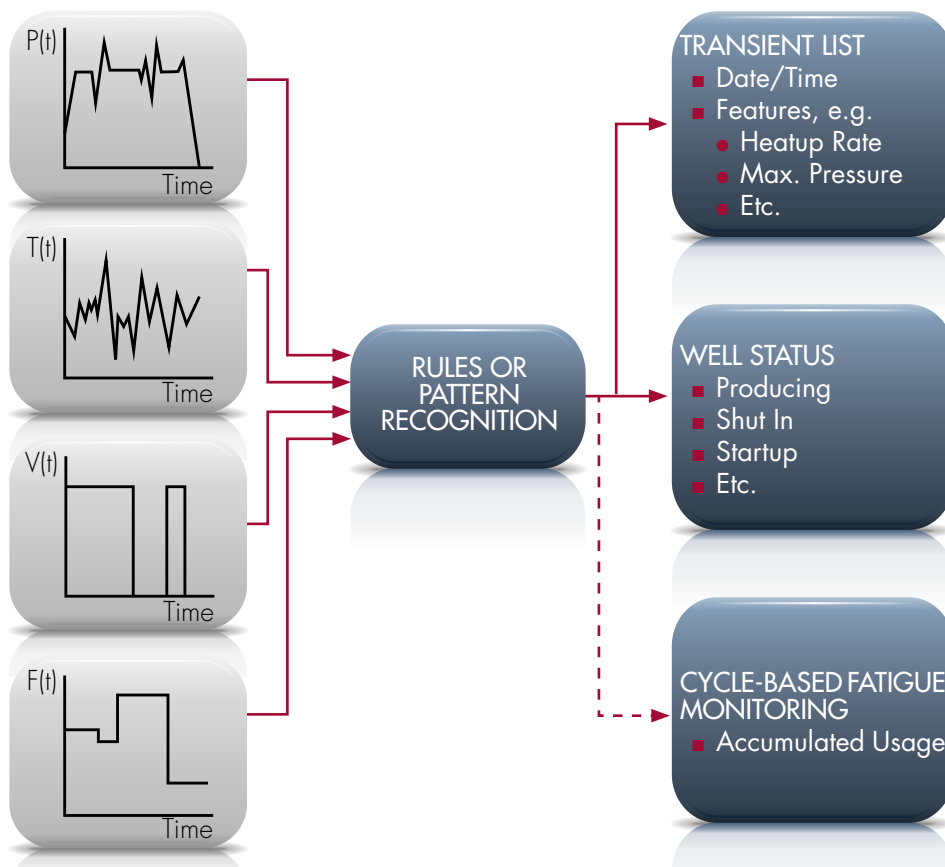 P(t)
Time
T(t)
Time
V(t)
Time
F(t)
Time
RULES OR
PATTERN
RECOGNITION
TRANSIENT LIST
Date/Time
Features, e.g.
Heatup Rate
Max. Pressure
Etc.
WELL STATUS
Producing
Shut In
Startup
Etc.
CYCLE-BASED FATIGUE
MONITORING
Accumulated Usage